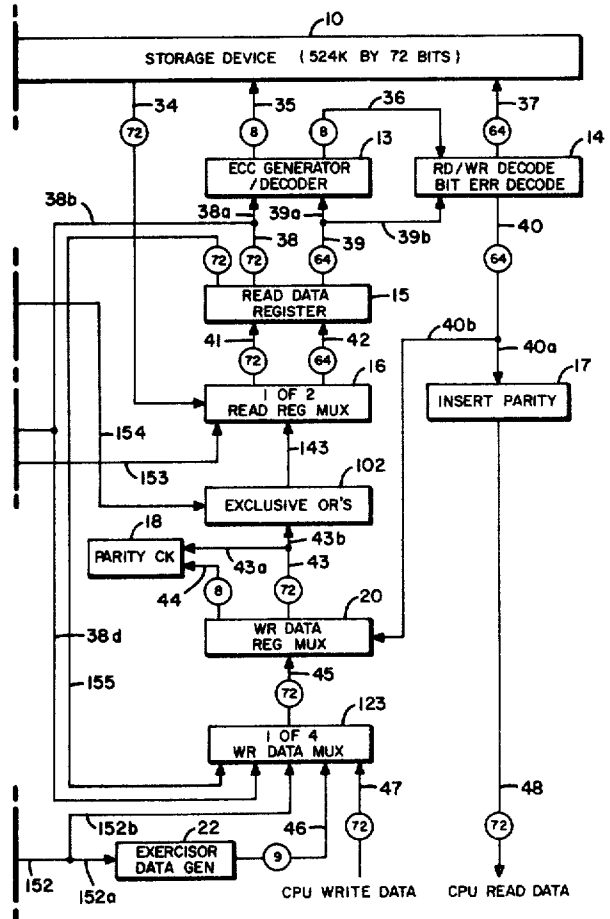 10
STORAGE DEVICE (524K BY 72 BITS)
34
35
36
37
72
8
8
64
13
14
ECC GENERATOR
/DECODER
RD/WR DECODE
BIT ERR DECODE
38b
38a
39a
39b
38
39
40
72
72
64
64
READ DATA
REGISTER
15
40b
41
42
40a
72
64
16
17
1 OF 2
READ REG MUX
INSERT PARITY
154
143
153
102
EXCLUSIVE OR'S
18
43b
PARITY CK
43a
43
44
8
72
20
WR DATA
REG MUX
38d
45
155
72
123
1 OF 4
WR DATA MUX
47
48
152b
46
22
72
72
EXERCISOR
DATA GEN
9
152
152a
CPU WRITE DATA
CPU READ DATA